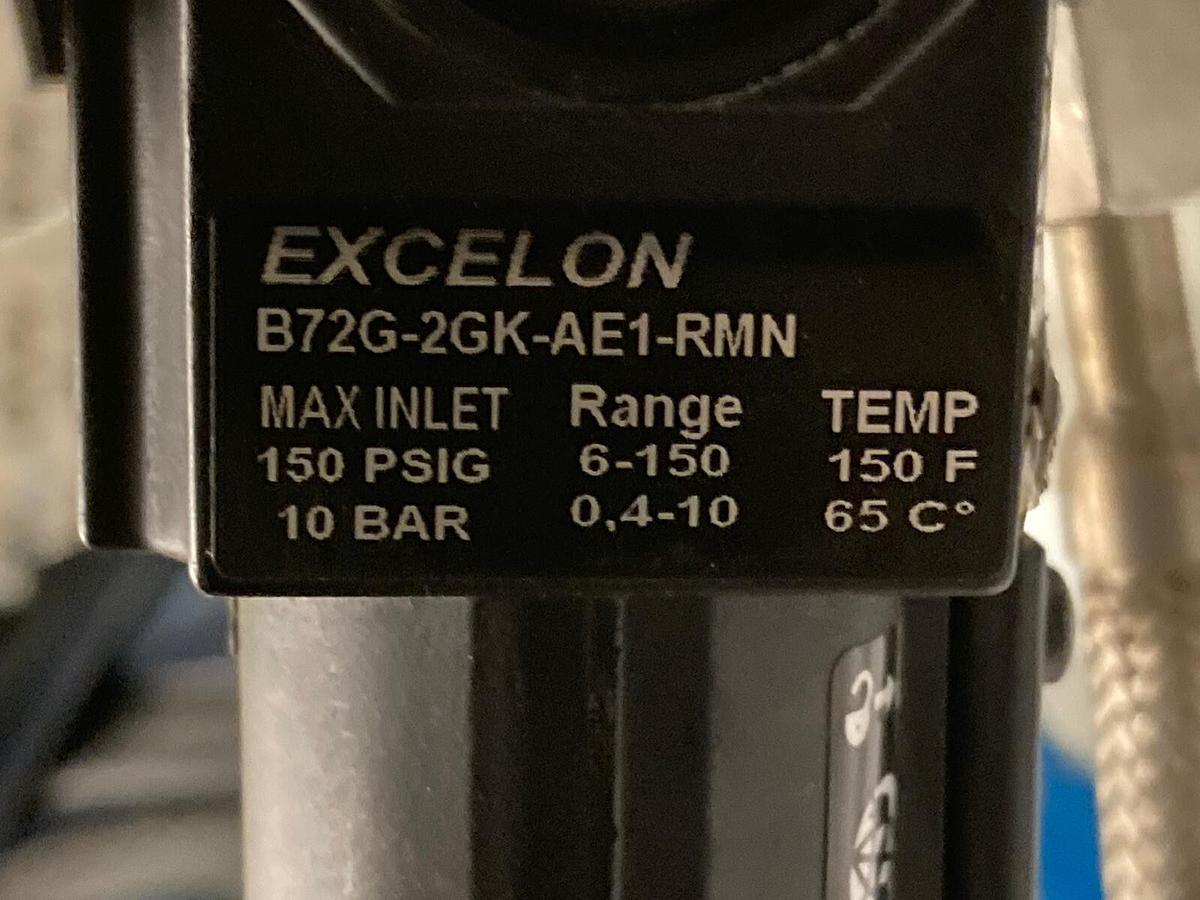 EXCELON
B72G-2GK-AE1-RMN
MAX INLET Range TEMP
150 PSIG 6-150 150 F
10 BAR 0,4-10 65 C°